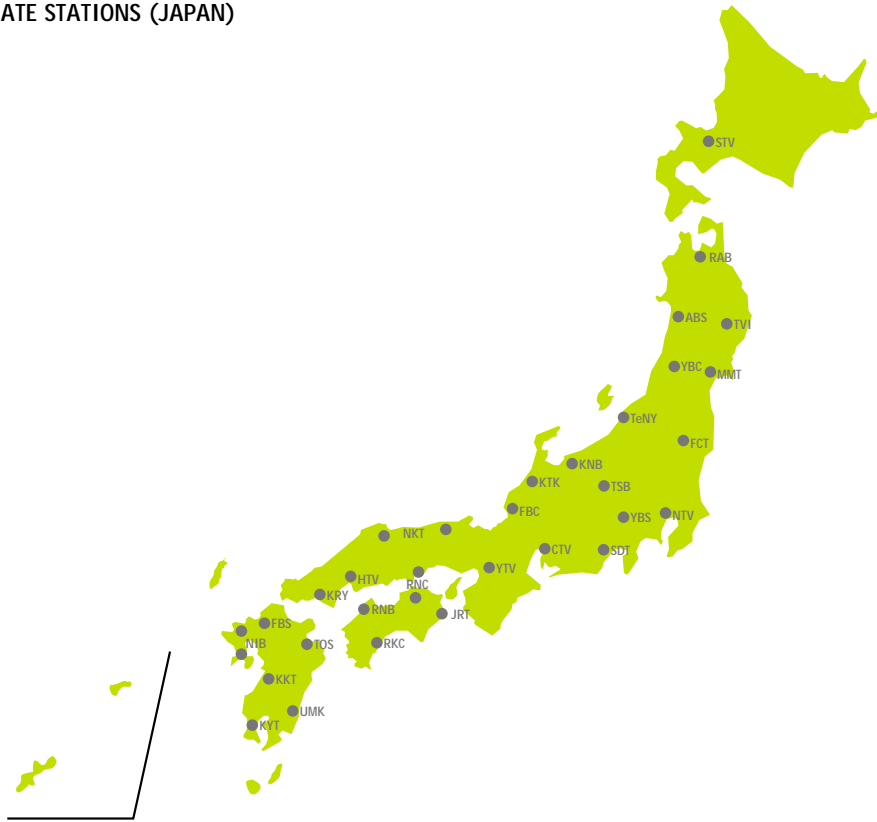 ATE STATIONS (JAPAN)
STV
RAB
ABS
TVI
YBC
MMT
TeNY
FCT
KNB
KTK
TSB
FBC
YBS
NTV
NKT
CTV
SDT
YTV
HTV
RNC
KRY
RNB
JRT
FBS
NIB
TOS
RKC
KKT
UMK
KYT